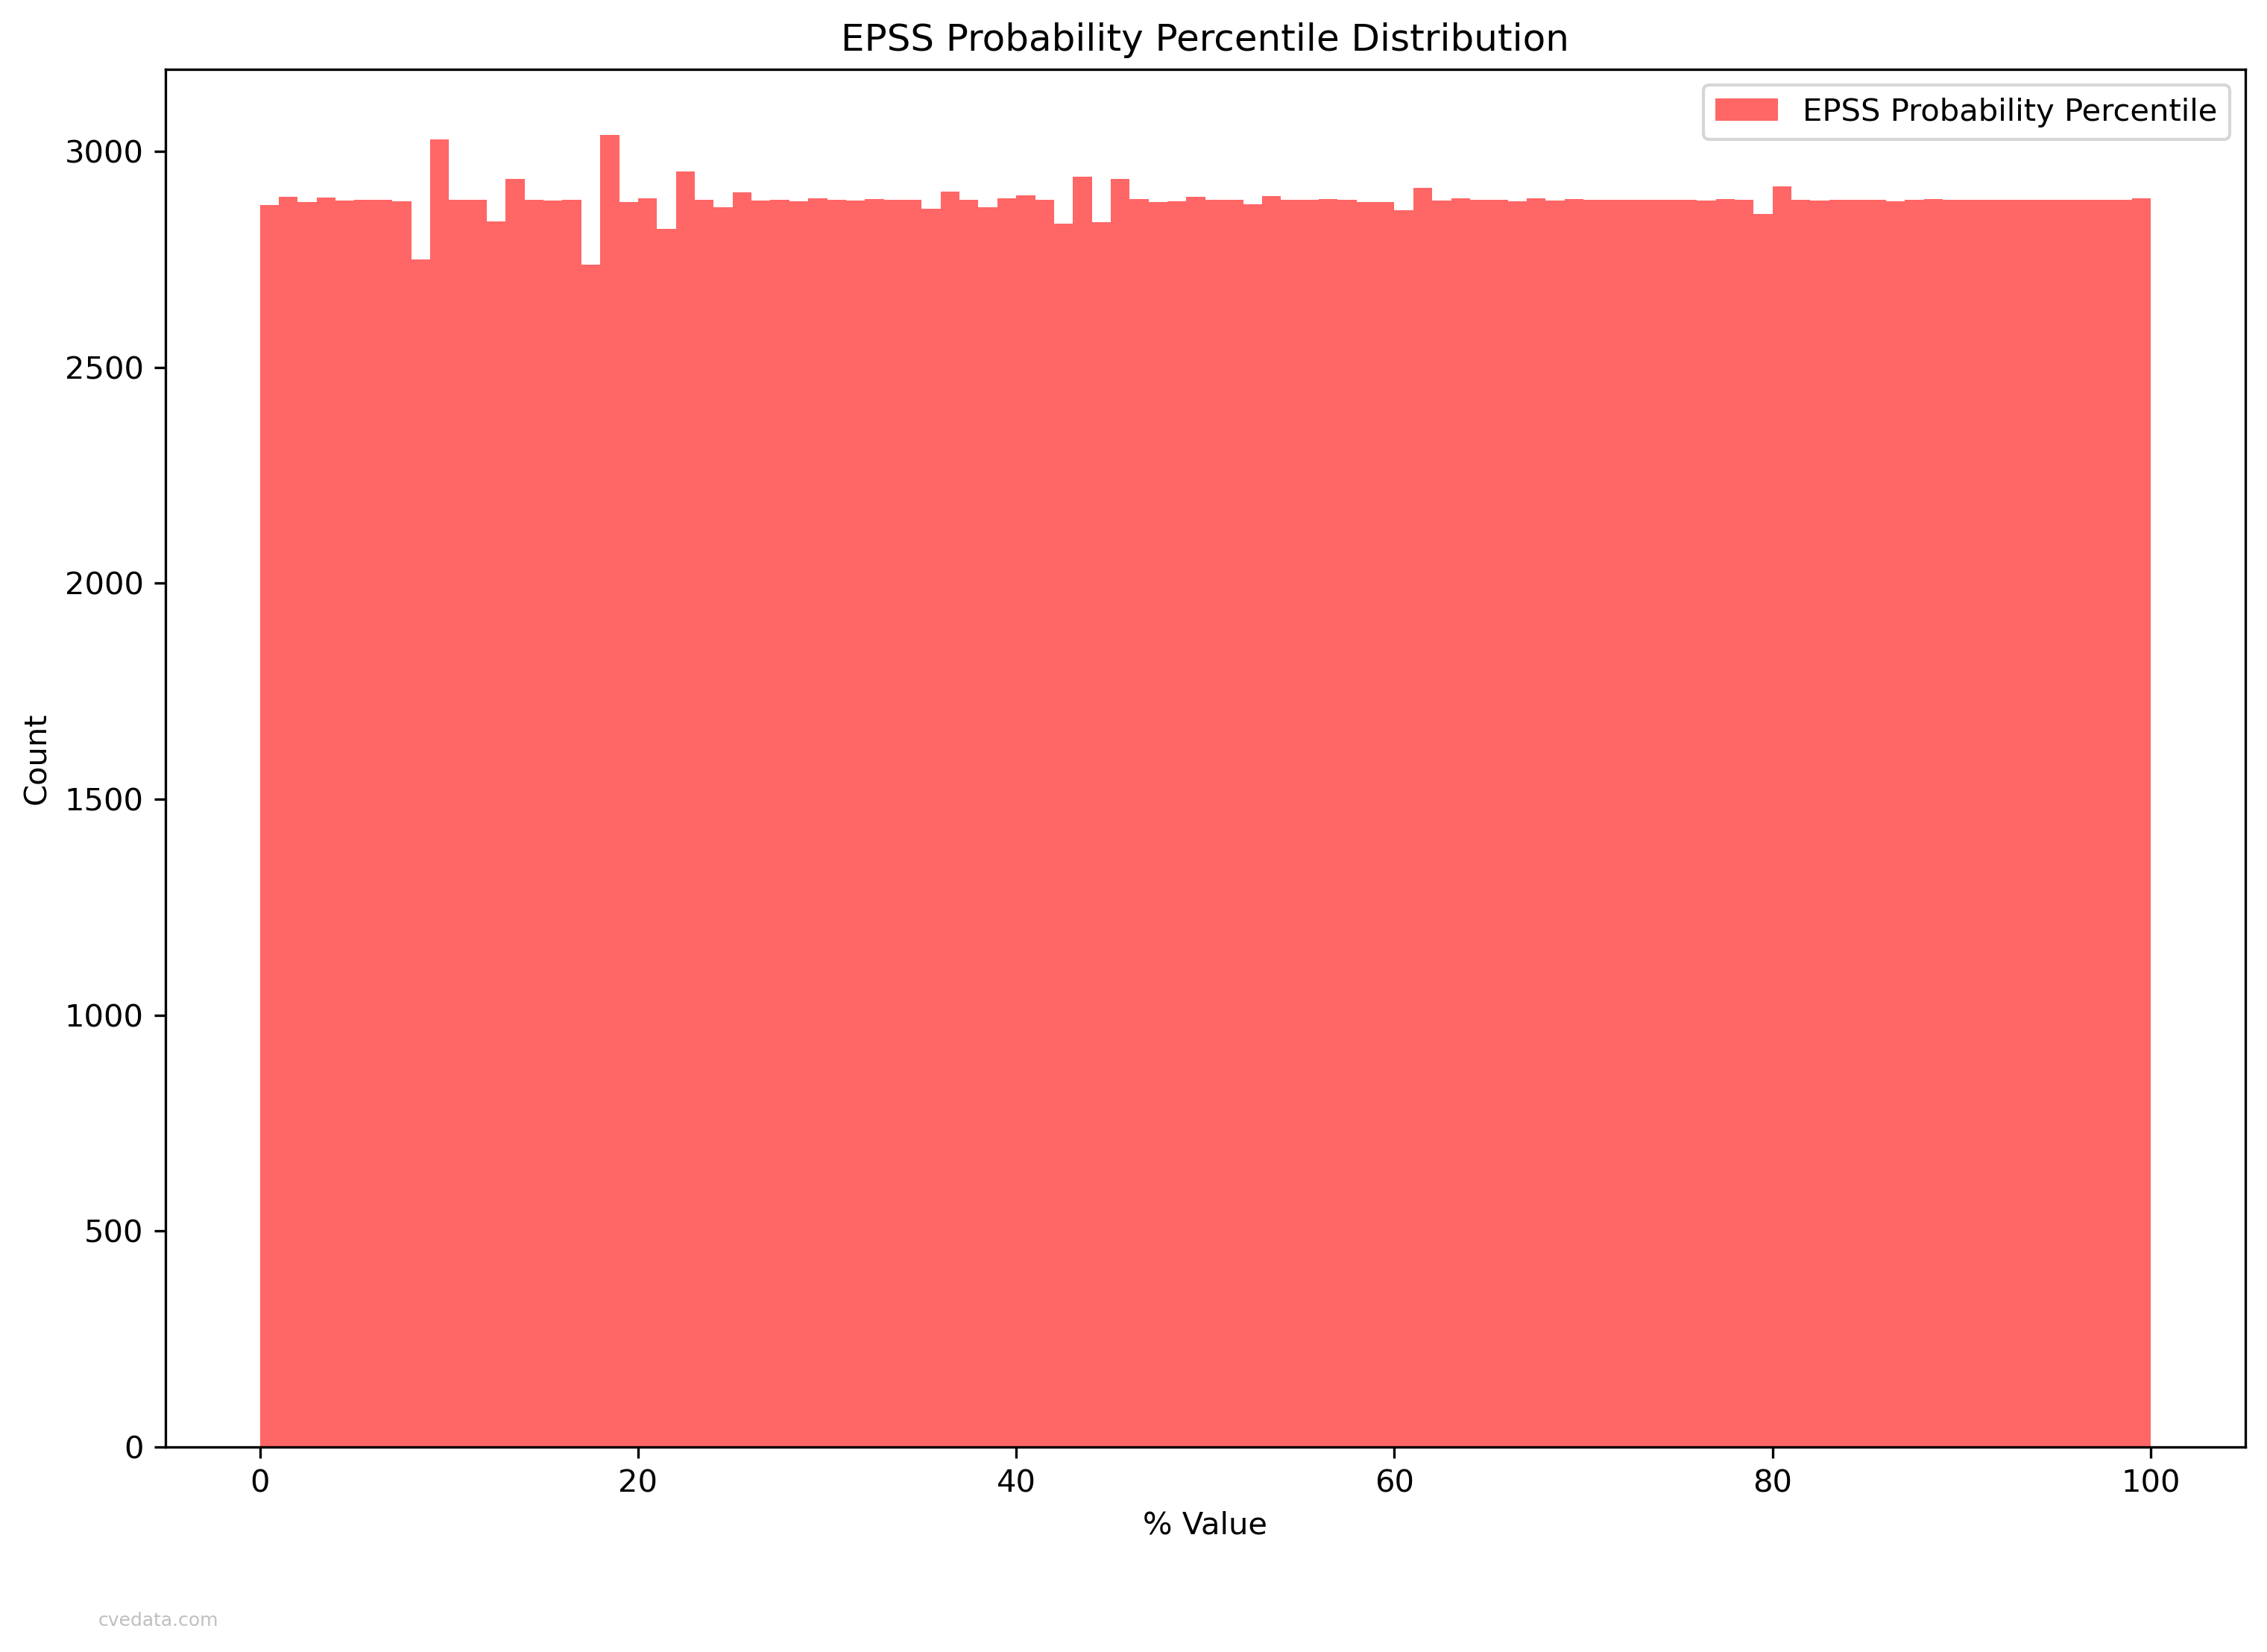 EPSS Probability Percentile Distribution
EPSS Probability Percentile
3000
2500
2000
1500
1000
500
0
Count
0 20 40 60 80 100
% Value
cvedata.com